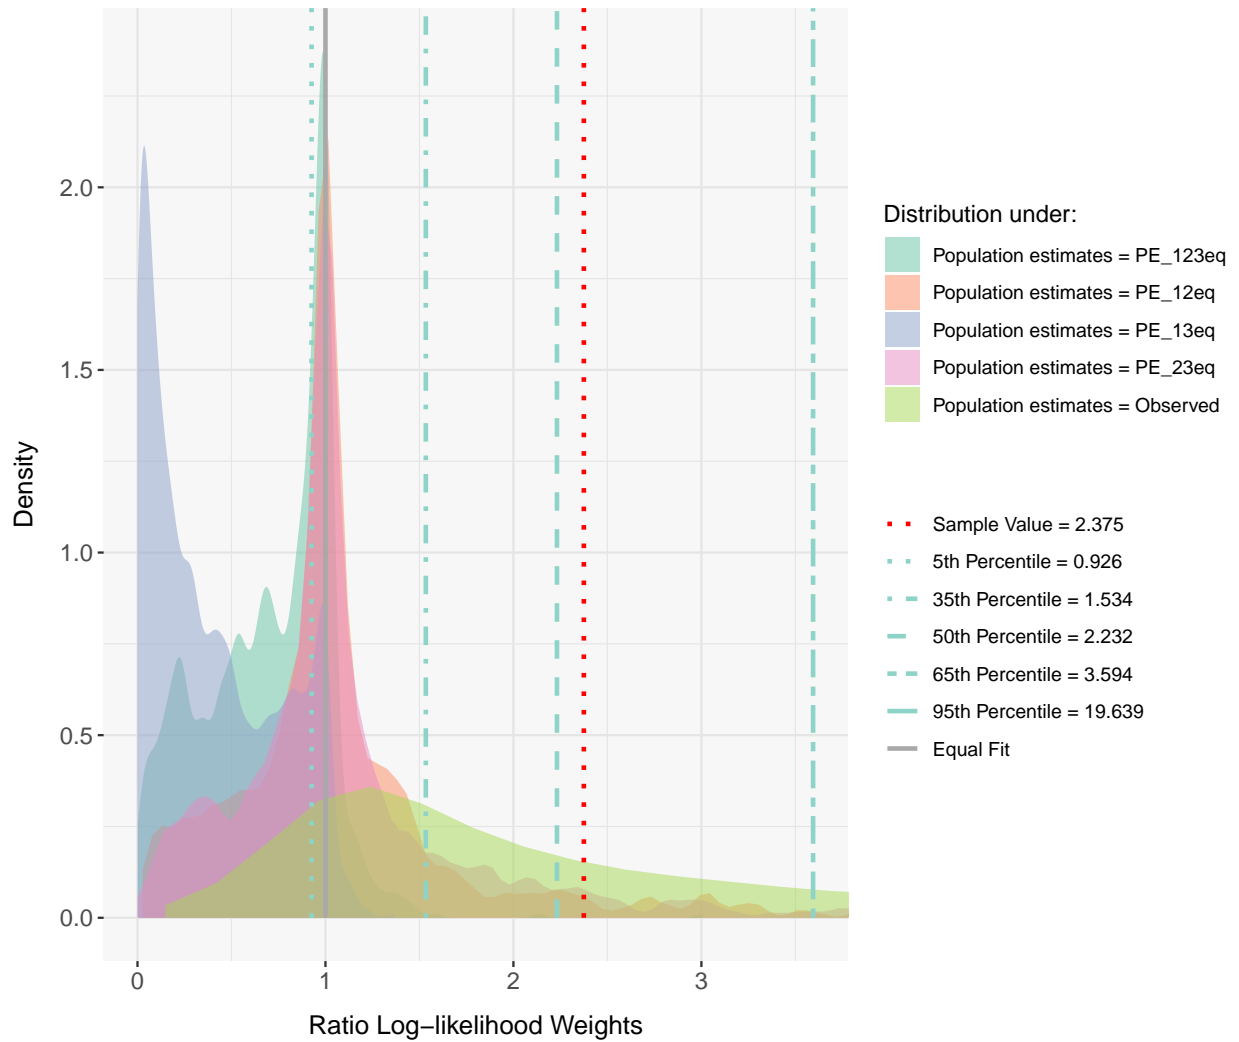 2.0
1.5
1.0
0.5
0.0
Density
0
1
2
3
Ratio Log−likelihood Weights
Distribution under:
Population estimates = PE_123eq
Population estimates = PE_12eq
Population estimates = PE_13eq
Population estimates = PE_23eq
Population estimates = Observed
Sample Value = 2.375
5th Percentile = 0.926
35th Percentile = 1.534
50th Percentile = 2.232
65th Percentile = 3.594
95th Percentile = 19.639
Equal Fit